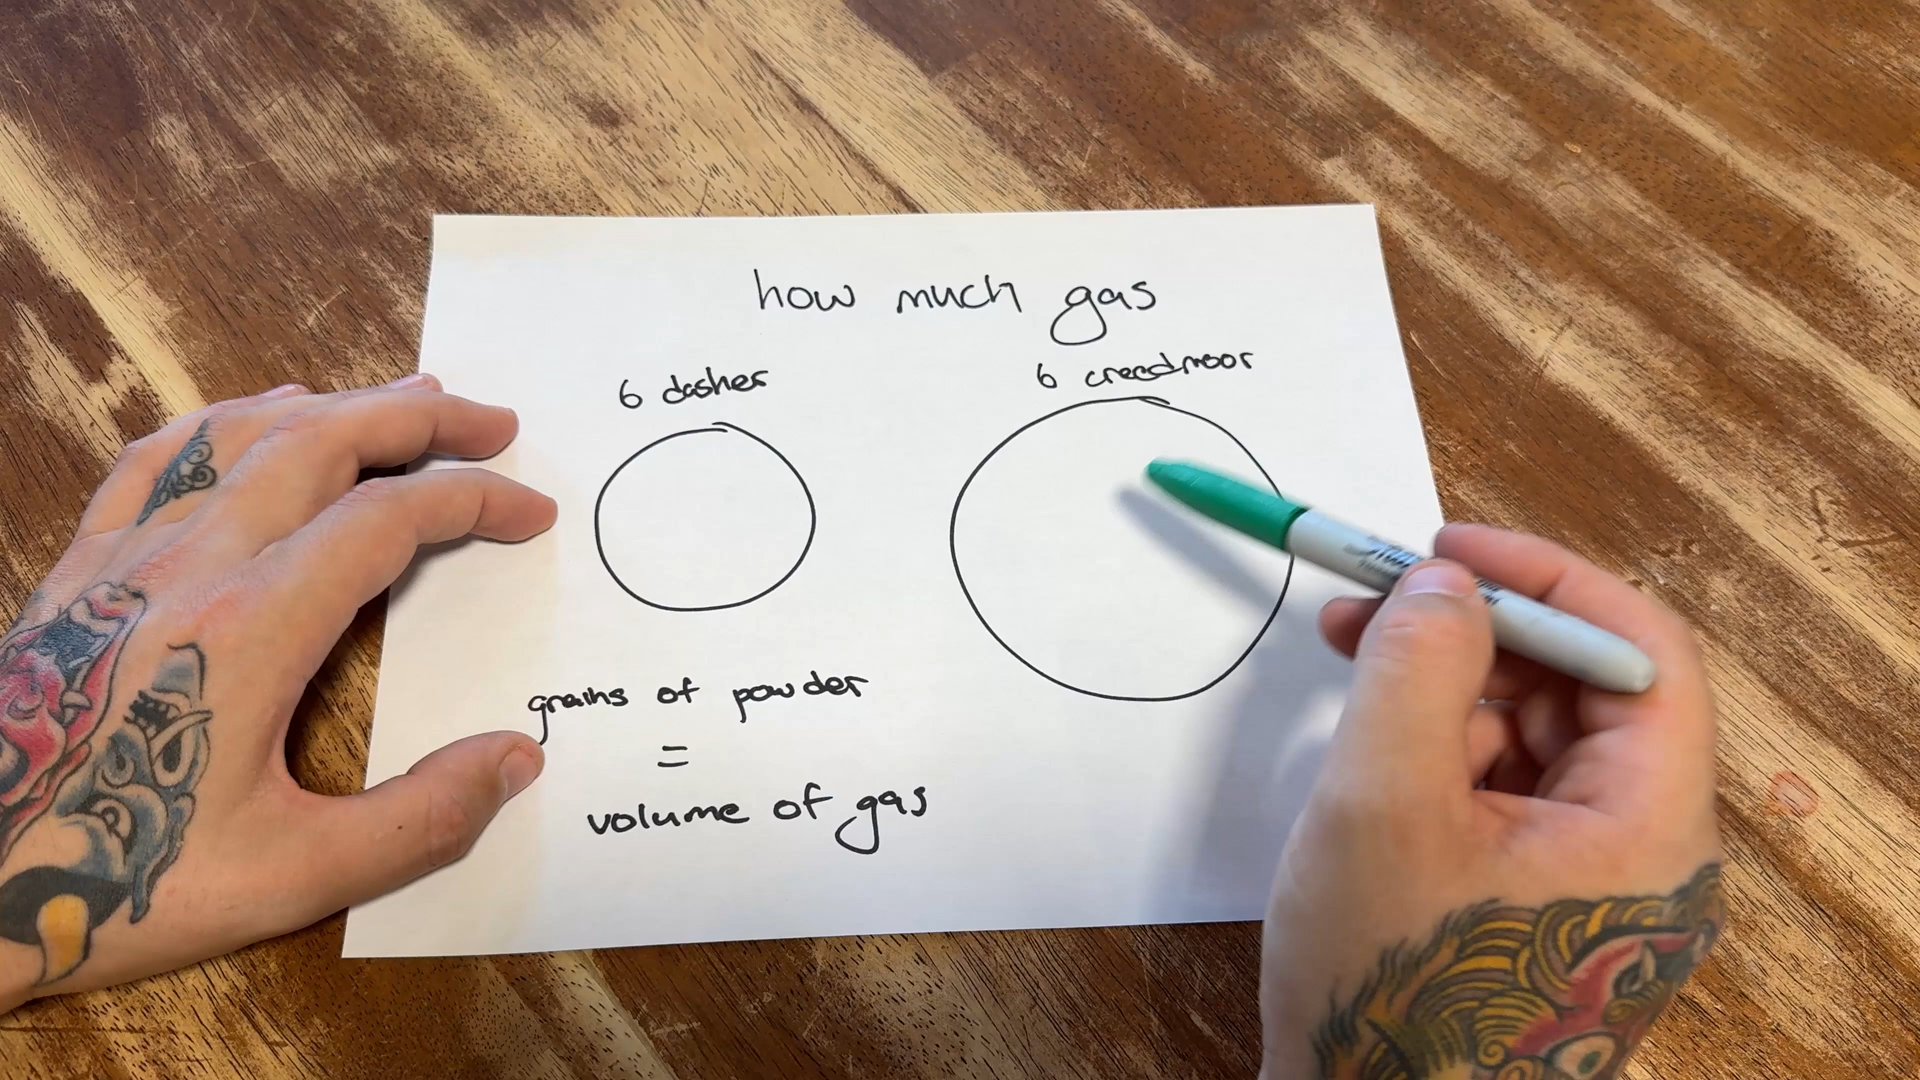 how much gas
6 dasher
6 creedmoor
grains of powder
=
volume of gas